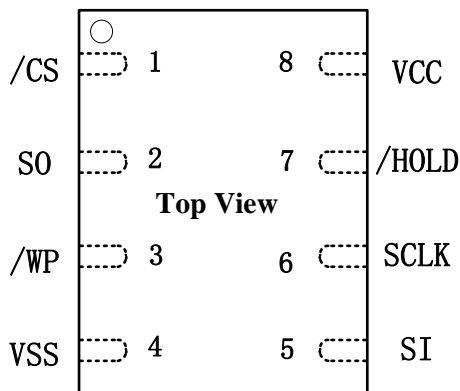 /CS 1 8 VCC
SO 2 7 /HOLD
Top View
/WP 3 6 SCLK
VSS 4 5 SI